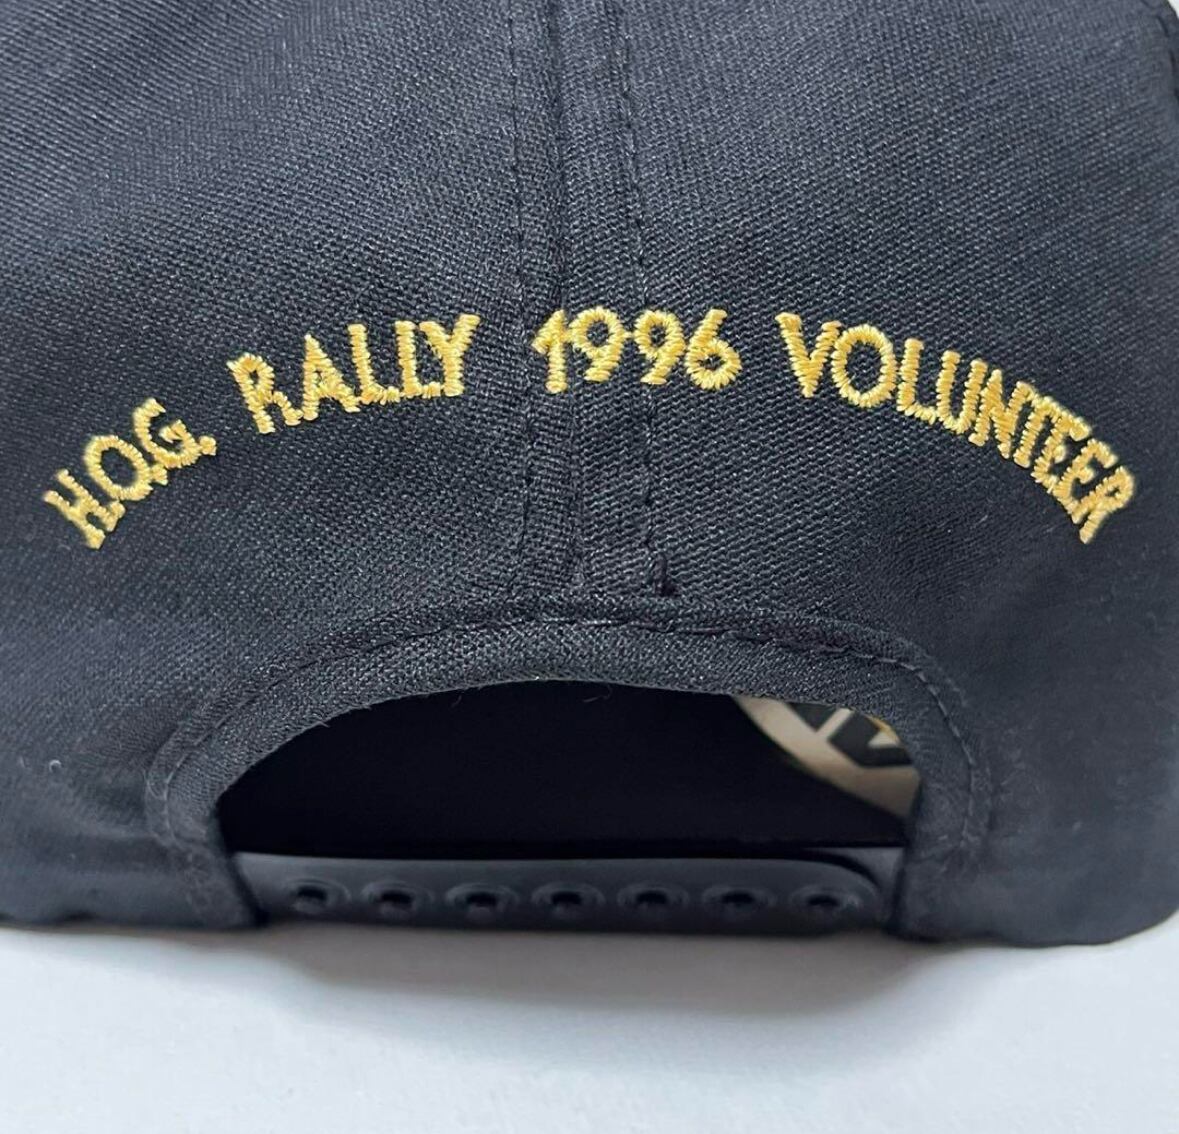 H.O.G. RALLY 1996 VOLUNTEER